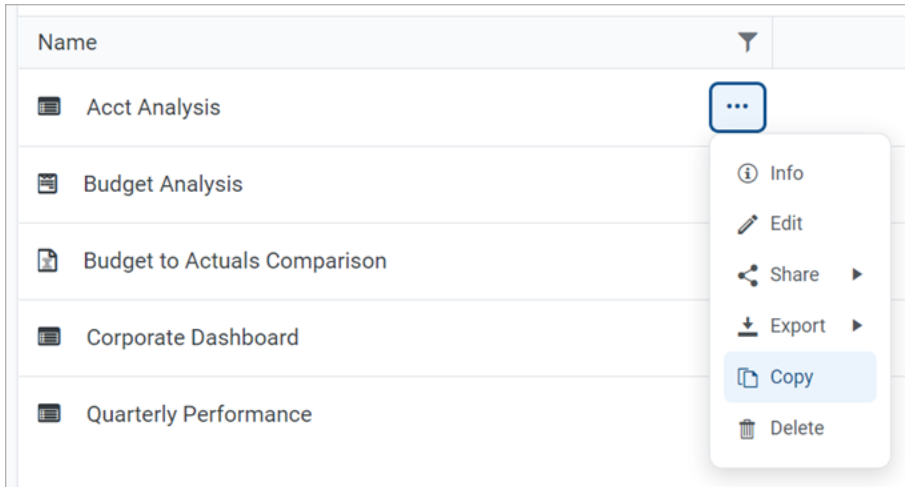 Name
Acct Analysis
Budget Analysis
Budget to Actuals Comparison
Corporate Dashboard
Quarterly Performance
Info
Edit
Share
Export
Copy
Delete